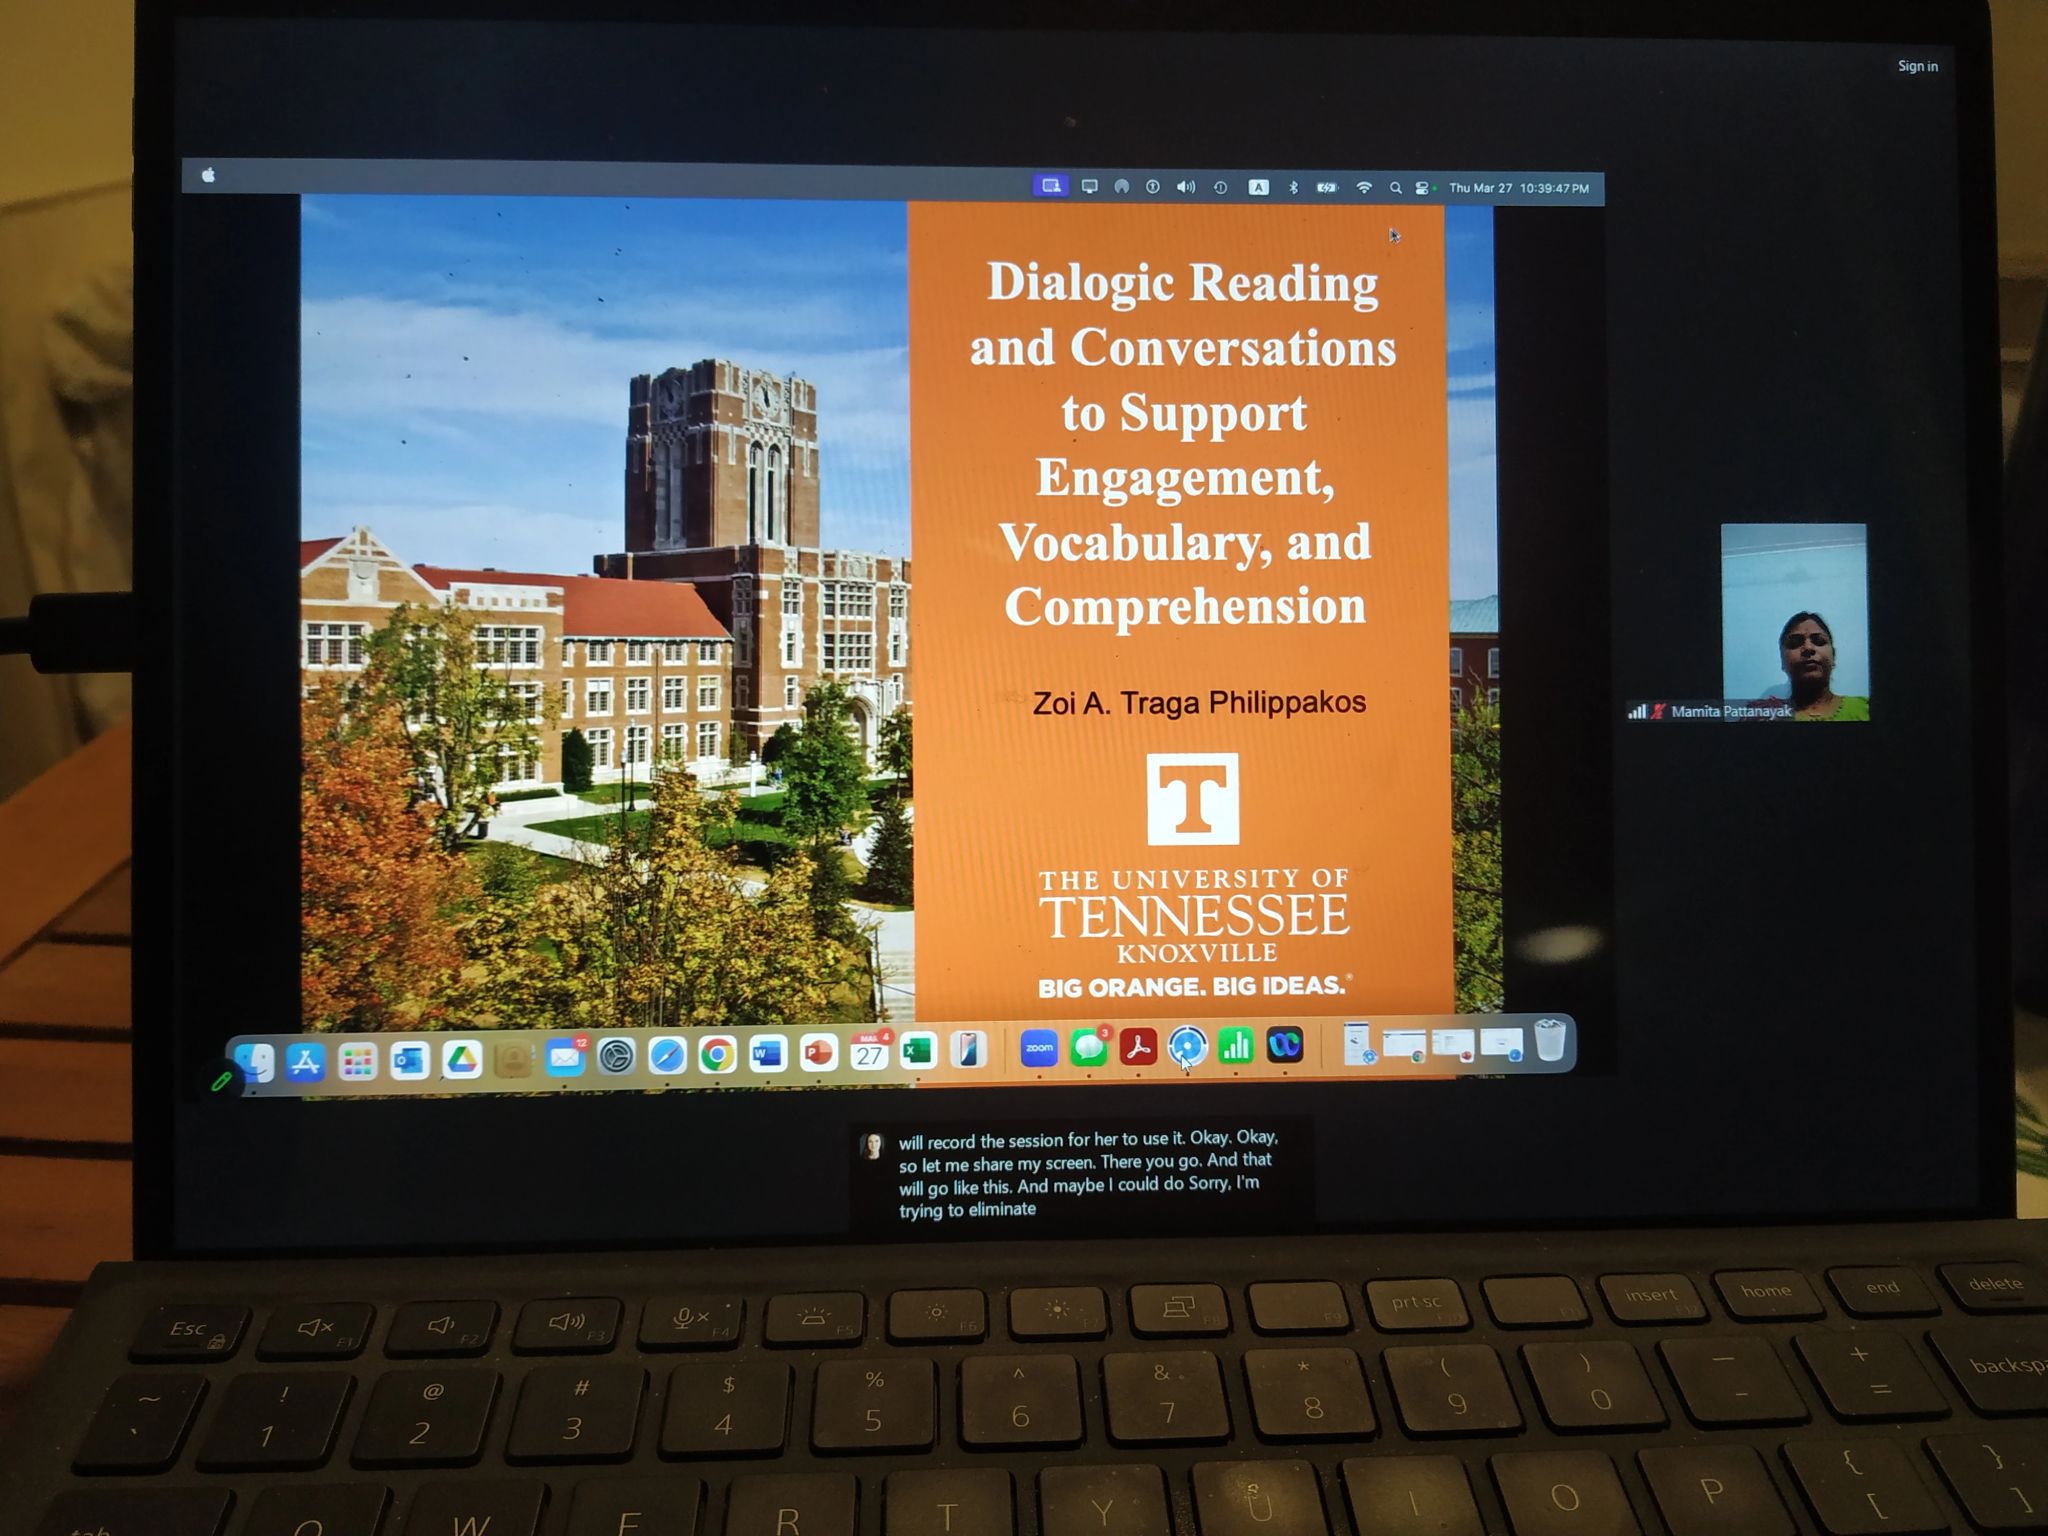 Sign in
Thu Mar 27 10:39:47 PM
A
Dialogic Reading
and Conversations
to Support
Engagement,
Vocabulary, and
Comprehension
Zoi A. Traga Philippakos
T
THE UNIVERSITY OF
TENNESSEE
KNOXVILLE
BIG ORANGE. BIG IDEAS.®
Mamita Pattanayak
12
W
P
MAR 4
27
X
zoom
3
will record the session for her to use it. Okay. Okay,
so let me share my screen. There you go. And that
will go like this. And maybe I could do Sorry, I'm
trying to eliminate
Esc F1 F2 F3 F4 F5 F6 F7 F8 F9 prt sc F10 F11 insert F12 home end delete
~ ` ! 1 @ 2 # 3 $ 4 % 5 ^ 6 & 7 * 8 ( 9 ) 0 — - + =
tab Q W E R T Y U I O P { [ } ]